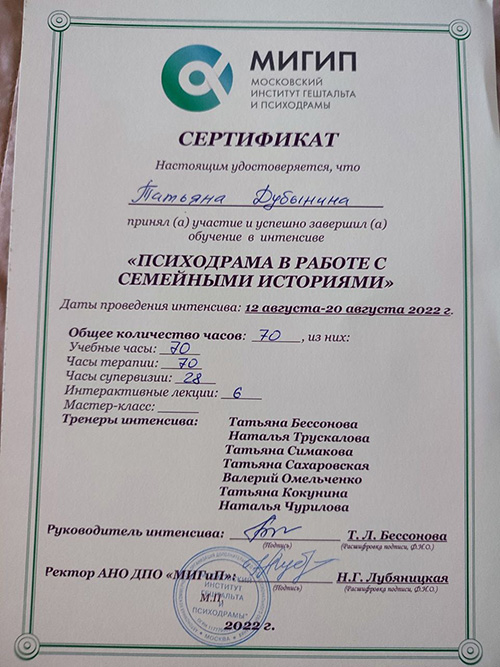 МИГИП
МОСКОВСКИЙ
ИНСТИТУТ ГЕШТАЛЬТА
И ПСИХОДРАМЫ
СЕРТИФИКАТ
Настоящим удостоверяется, что
Татьяна Дубынина
принял (а) участие и успешно завершил (а)
обучение в интенсиве
«ПСИХОДРАМА В РАБОТЕ С
СЕМЕЙНЫМИ ИСТОРИЯМИ»
Даты проведения интенсива: 12 августа-20 августа 2022 г.
Общее количество часов: 70, из них:
Учебные часы: 70
Часы терапии: 70
Часы супервизии: 28
Интерактивные лекции: 6
Мастер-класс:
Тренеры интенсива: Татьяна Бессонова
Наталья Трускалова
Татьяна Симакова
Татьяна Сахаровская
Валерий Омельченко
Татьяна Кокунина
Наталья Чурилова
Руководитель интенсива: Т. Л. Бессонова
(Подпись) (Расшифровка подписи, Ф.И.О.)
Ректор АНО ДПО «МИГиП»: Н.Г. Лубяницкая
(Подпись) (Расшифровка подписи, Ф.И.О.)
ИНСТИТУТ
ГЕШТАЛЬТА
М.П.
И
ПСИХОДРАМЫ
МОСКВА
2022 г.